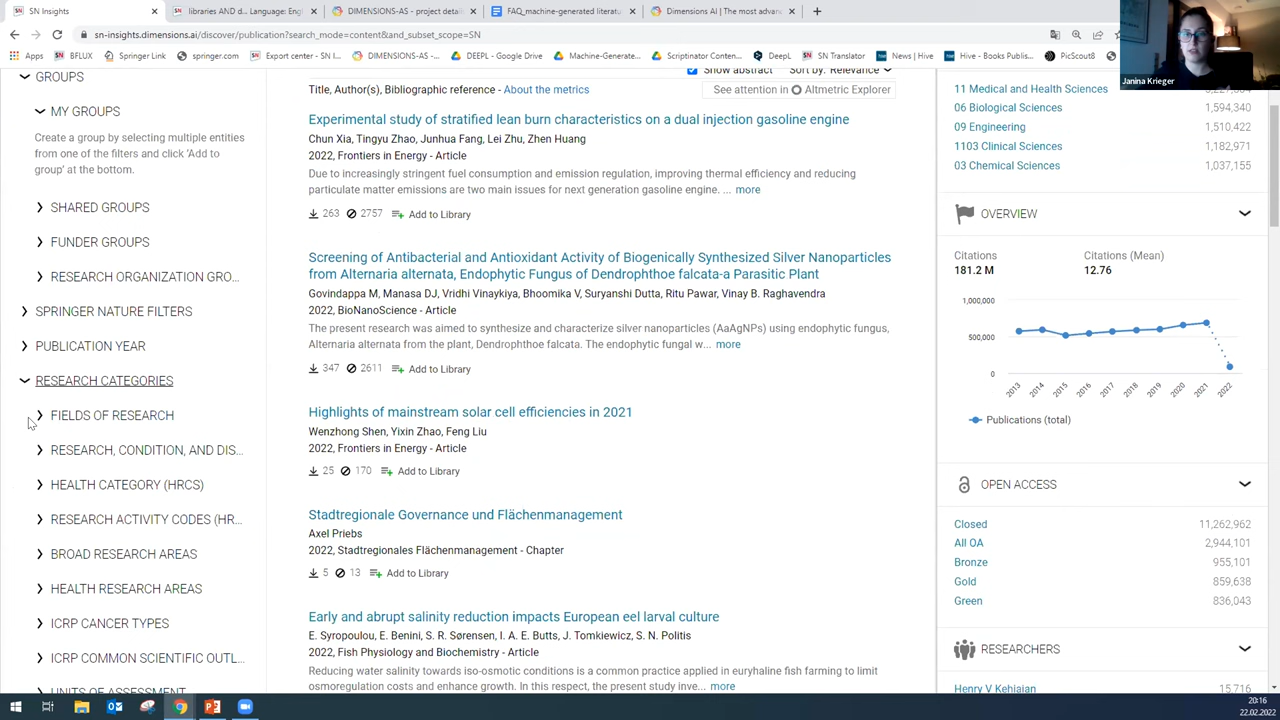 SN Insights
libraries AND d... Language: Eng
DIMENSIONS-AS - project detai
FAQ_machine-generated literatu
Dimensions AI | The most advanc
sn-insights.dimensions.ai/discover/publication?search_mode=content&and_subset_scope=SN
Apps
BFLUX
Springer Link
springer.com
Export center - SN I...
DIMENSIONS-AS -...
DEEPL - Google Drive
Machine-Generate...
Scriptinator Conten...
DeepL
SN Translator
News | Hive
Hive - Books Publis...
PicScout8
Janina Krieger
GROUPS
MY GROUPS
Create a group by selecting multiple entities
from one of the filters and click 'Add to
group' at the bottom.
SHARED GROUPS
FUNDER GROUPS
RESEARCH ORGANIZATION GRO...
SPRINGER NATURE FILTERS
PUBLICATION YEAR
RESEARCH CATEGORIES
FIELDS OF RESEARCH
RESEARCH, CONDITION, AND DIS...
HEALTH CATEGORY (HRCS)
RESEARCH ACTIVITY CODES (HR...
BROAD RESEARCH AREAS
HEALTH RESEARCH AREAS
ICRP CANCER TYPES
ICRP COMMON SCIENTIFIC OUTL...
UNITS OF ASSESSMENT
Show abstract Sort by: Relevance
Title, Author(s), Bibliographic reference - About the metrics
See attention in Altmetric Explorer
Experimental study of stratified lean burn characteristics on a dual injection gasoline engine
Chun Xia, Tingyu Zhao, Junhua Fang, Lei Zhu, Zhen Huang
2022, Frontiers in Energy - Article
Due to increasingly stringent fuel consumption and emission regulation, improving thermal efficiency and reducing
particulate matter emissions are two main issues for next generation gasoline engine. ... more
263 2757 Add to Library
Screening of Antibacterial and Antioxidant Activity of Biogenically Synthesized Silver Nanoparticles
from Alternaria alternata, Endophytic Fungus of Dendrophthoe falcata-a Parasitic Plant
Govindappa M, Manasa DJ, Vridhi Vinaykiya, Bhoomika V, Suryanshi Dutta, Ritu Pawar, Vinay B. Raghavendra
2022, BioNanoScience - Article
The present research was aimed to synthesize and characterize silver nanoparticles (AaAgNPs) using endophytic fungus,
Alternaria alternata from the plant, Dendrophthoe falcata. The endophytic fungal w... more
347 2611 Add to Library
Highlights of mainstream solar cell efficiencies in 2021
Wenzhong Shen, Yixin Zhao, Feng Liu
2022, Frontiers in Energy - Article
25 170 Add to Library
Stadtregionale Governance und Flächenmanagement
Axel Priebs
2022, Stadtregionales Flächenmanagement - Chapter
5 13 Add to Library
Early and abrupt salinity reduction impacts European eel larval culture
E. Syropoulou, E. Benini, S. R. Sørensen, I. A. E. Butts, J. Tomkiewicz, S. N. Politis
2022, Fish Physiology and Biochemistry - Article
Reducing water salinity towards iso-osmotic conditions is a common practice applied in euryhaline fish farming to limit
osmoregulation costs and enhance growth. In this respect, the present study inve... more
11 Medical and Health Sciences
06 Biological Sciences 1,594,340
09 Engineering 1,510,422
1103 Clinical Sciences 1,182,971
03 Chemical Sciences 1,037,155
OVERVIEW
Citations Citations (Mean)
181.2 M 12.76
1,000,000
500,000
0
2013 2014 2015 2016 2017 2018 2019 2020 2021 2022
Publications (total)
OPEN ACCESS
Closed 11,262,962
All OA 2,944,101
Bronze 955,101
Gold 859,638
Green 836,043
RESEARCHERS
Henry V Kehiaian 15,716
20:16
22.02.2022